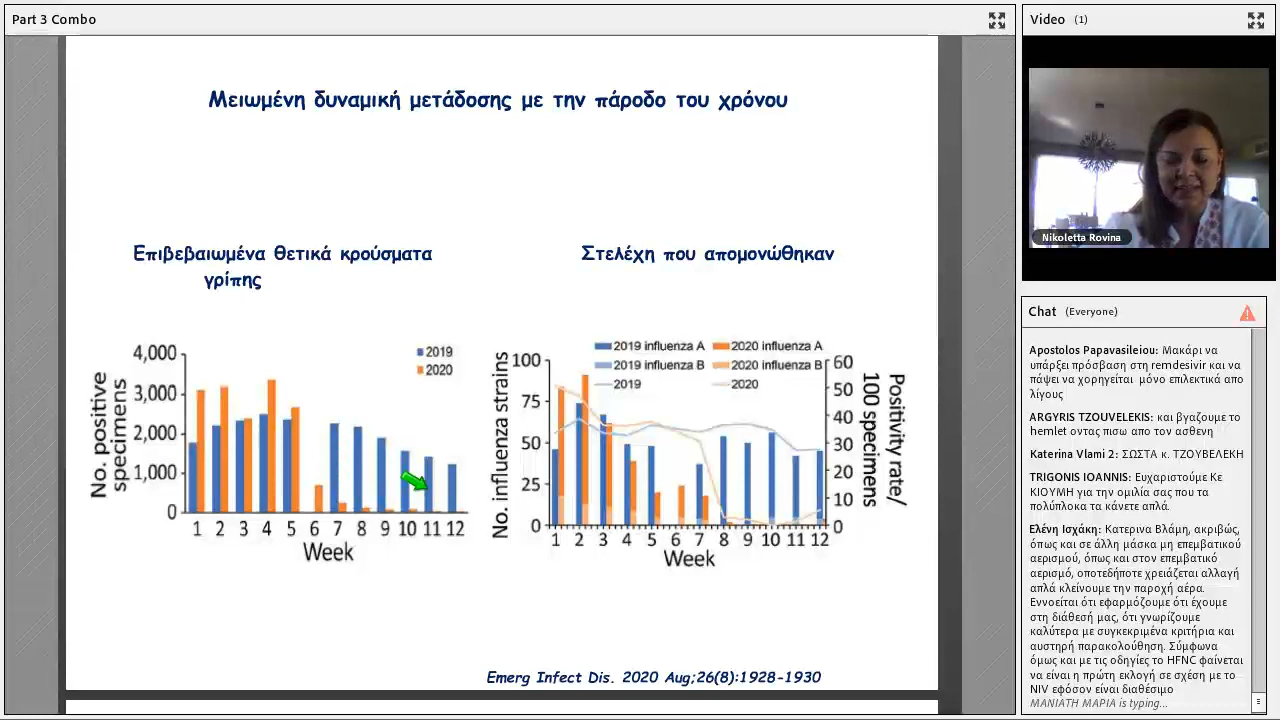 Part 3 Combo
Μειωμένη δυναμική μετάδοσης με την πάροδο του χρόνου
Επιβεβαιωμένα θετικά κρούσματα
γρίπης
4,000
3,000
2,000
1,000
0
No. positive
specimens
2019
2020
1 2 3 4 5 6 7 8 9 10 11 12
Week
Στελέχη που απομονώθηκαν
2019 influenza A 2020 influenza A
2019 influenza B 2020 influenza B
2019 2020
100
75
50
25
0
No. influenza strains
60
50
40
30
20
10
0
Positivity rate/
100 specimens
1 2 3 4 5 6 7 8 9 10 11 12
Week
Emerg Infect Dis. 2020 Aug;26(8):1928-1930
Video (1)
Nikoletta Rovina
Chat (Everyone)
Apostolos Papavasileiou: Μακάρι να
υπάρξει πρόσβαση στη remdesivir και να
πάψει να χορηγείται μόνο επιλεκτικά απο
λίγους
ARGYRIS TZOUVELEKIS: και βγαζουμε το
hemlet οντας πισω απο τον ασθενη
Katerina Vlami 2: ΣΩΣΤΑ κ. ΤΖΟΥΒΕΛΕΚΗ
TRIGONIS IOANNIS: Ευχαριστούμε Κε
ΚΙΟΥΜΗ για την ομιλία σας που τα
πολύπλοκα τα κάνετε απλά.
Ελένη Ισχάκη: Κατερινα Βλάμη, ακριβώς,
όπως και σε άλλη μάσκα μη επεμβατικού
αερισμού, όπως και στον επεμβατικό
αερισμό, οποτεδήποτε χρειάζεται αλλαγή
απλά κλείνουμε την παροχή αέρα.
Εννοείται ότι εφαρμόζουμε ότι έχουμε
στη διάθεσή μας, ότι γνωρίζουμε
καλύτερα με συγκεκριμένα κριτήρια και
αυστηρή παρακολούθηση. Σύμφωνα
όμως και με τις οδηγίες το HFNC φαίνεται
να είναι η πρώτη εκλογή σε σχέση με το
NIV εφόσον είναι διαθέσιμο
ΜΑΝΙΑΤΗ ΜΑΡΙΑ is typing...